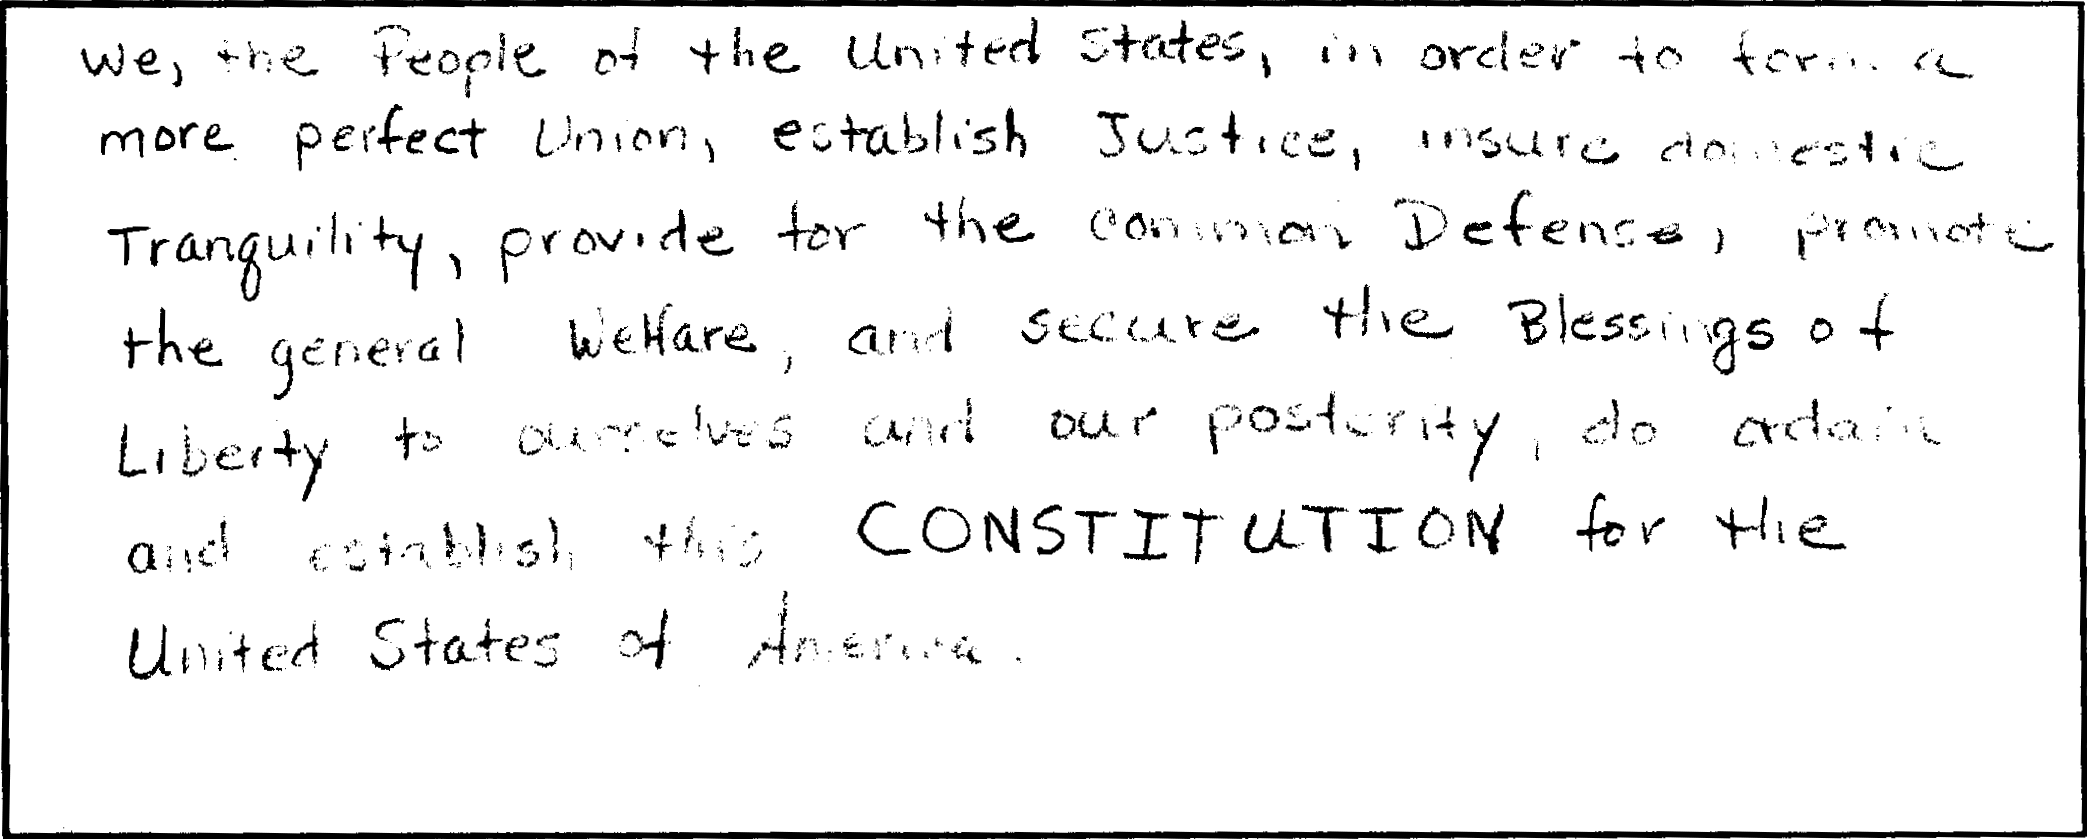 We, the People of the United States, in order to form a
more perfect Union, establish Justice, insure domestic
Tranquility, provide for the common Defense, promote
the general Welfare, and secure the Blessings of
Liberty to ourselves and our posterity, do ordain
and establish this CONSTITUTION for the
United States of America.